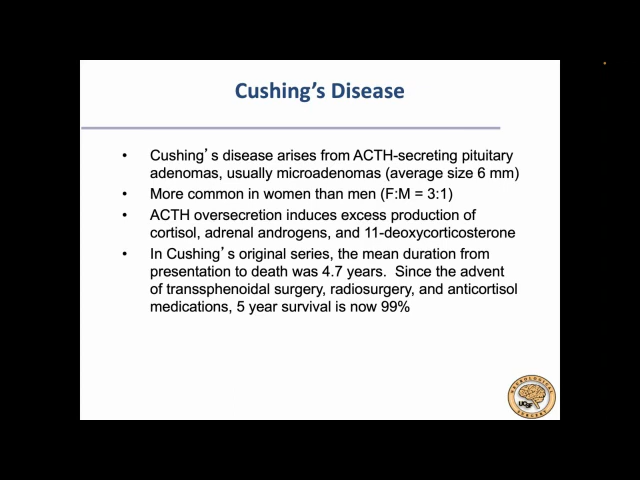 Cushing’s Disease
• Cushing’s disease arises from ACTH-secreting pituitary
adenomas, usually microadenomas (average size 6 mm)
• More common in women than men (F:M = 3:1)
• ACTH oversecretion induces excess production of
cortisol, adrenal androgens, and 11-deoxycorticosterone
• In Cushing’s original series, the mean duration from
presentation to death was 4.7 years.  Since the advent
of transsphenoidal surgery, radiosurgery, and anticortisol
medications, 5 year survival is now 99%
NEUROLOGICAL
UCSF
SURGERY